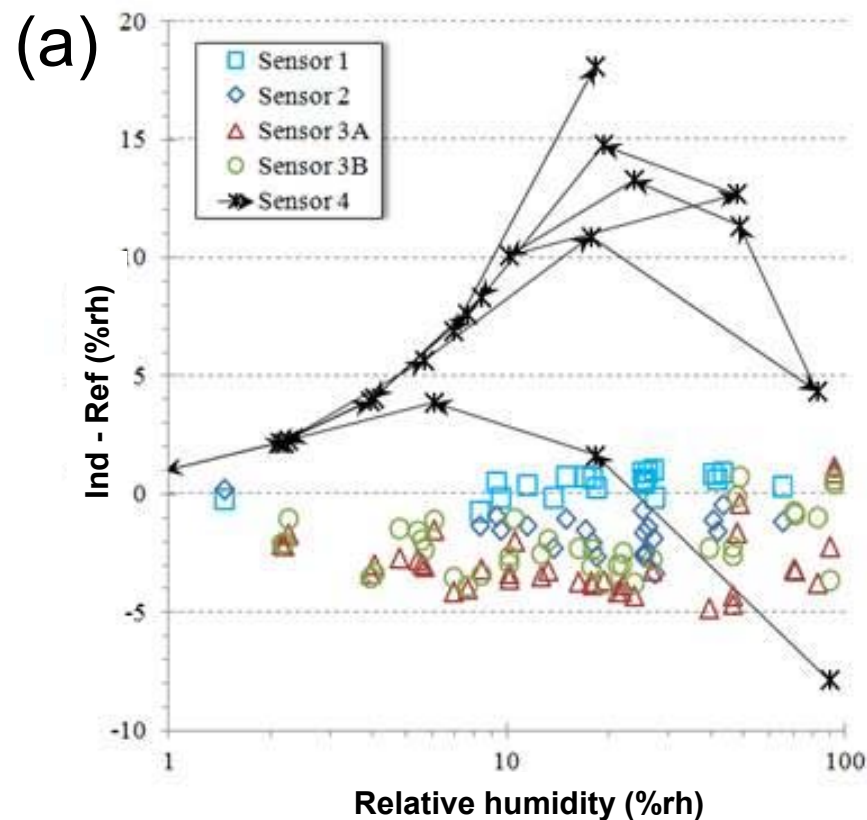 (a)
20
15
10
5
0
-5
-10
Ind - Ref (%rh)
Sensor 1
Sensor 2
Sensor 3A
Sensor 3B
Sensor 4
1
10
100
Relative humidity (%rh)